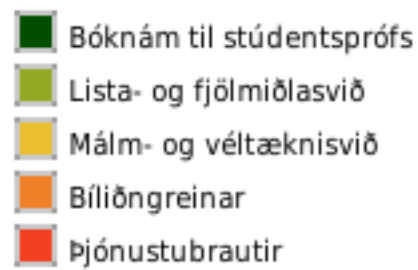 Bóknám til stúdentsprófs
Lista- og fjölmiðlasvið
Málm- og véltæknisvið
Bíliðngreinar
Þjónustubrautir